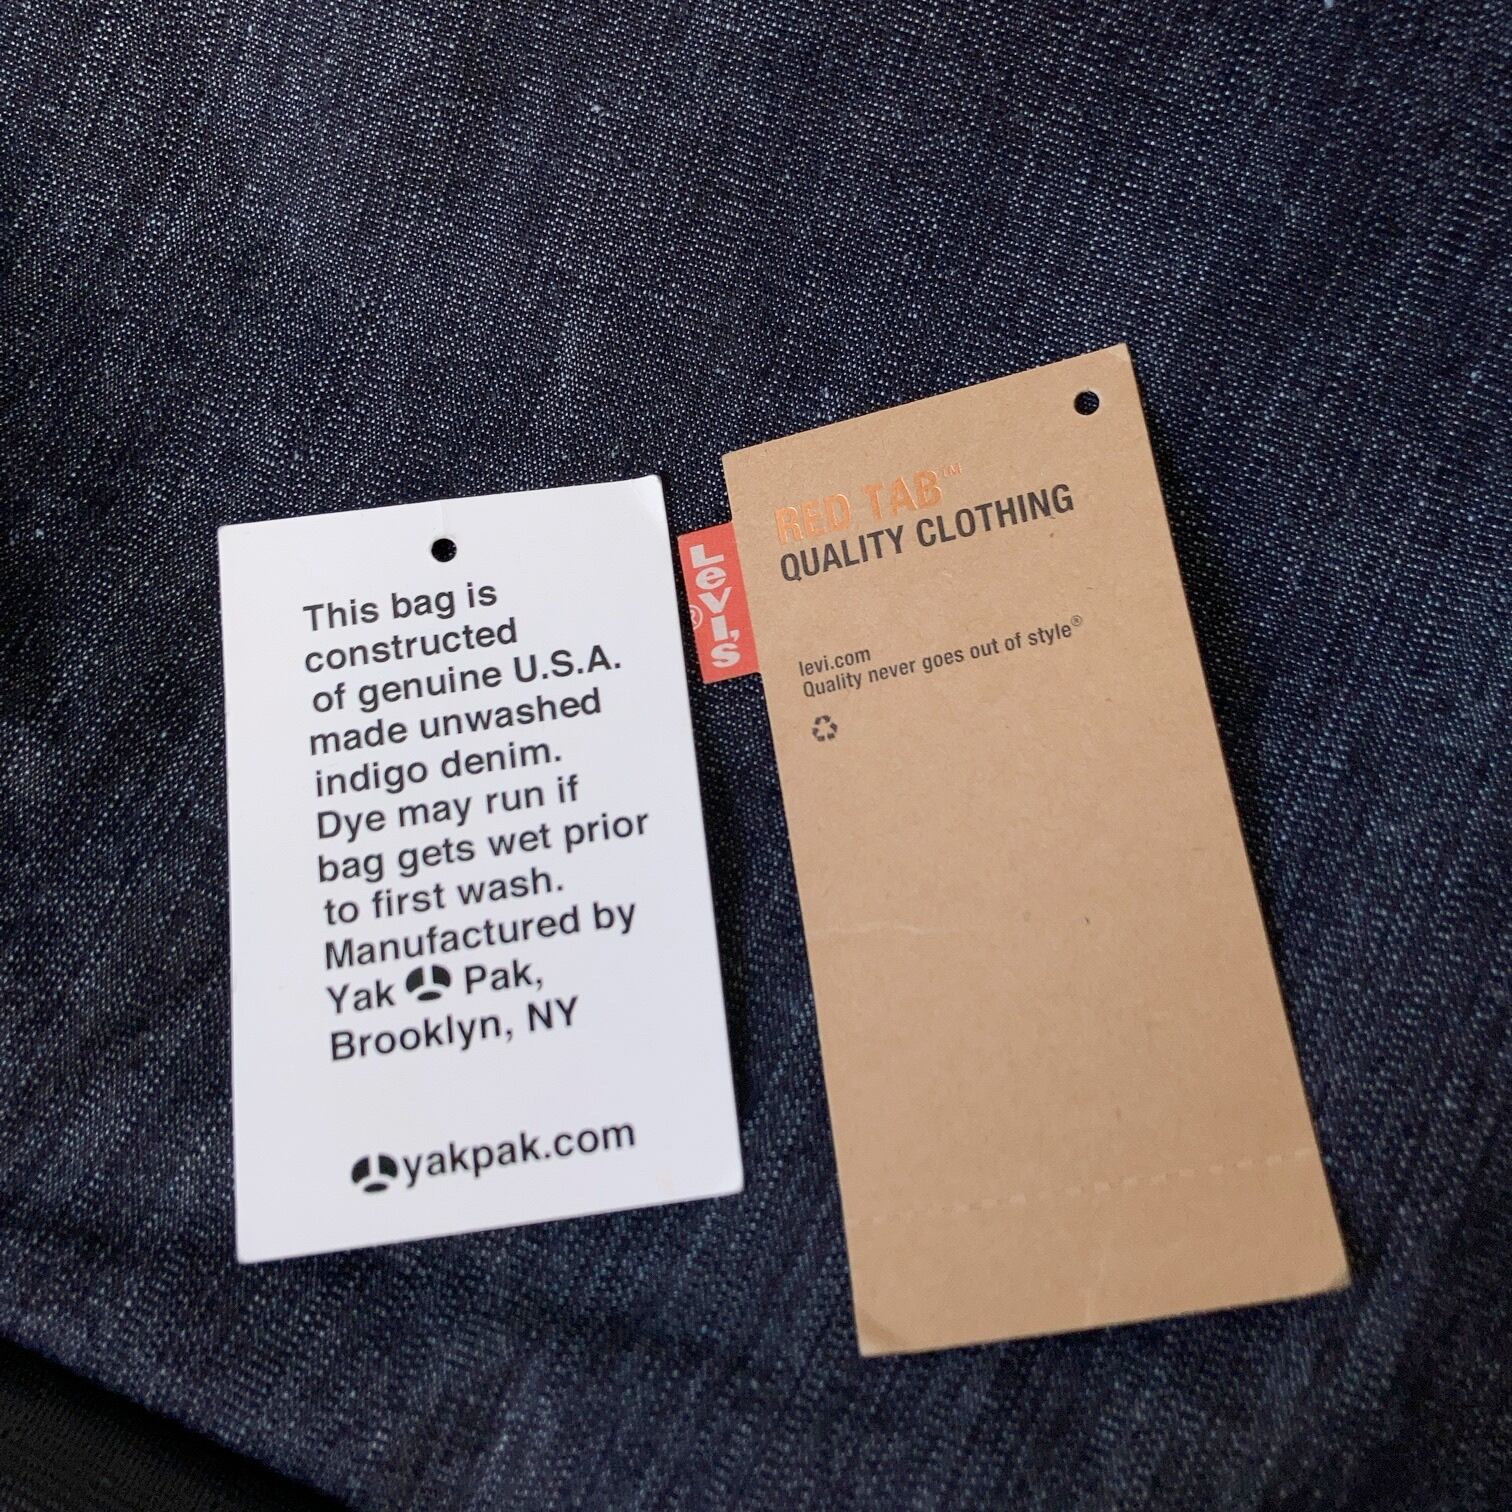 This bag is
constructed
of genuine U.S.A.
made unwashed
indigo denim.
Dye may run if
bag gets wet prior
to first wash.
Manufactured by
Yak Pak,
Brooklyn, NY
yakpak.com
LEVI'S®
RED TAB™
QUALITY CLOTHING
levi.com
Quality never goes out of style®